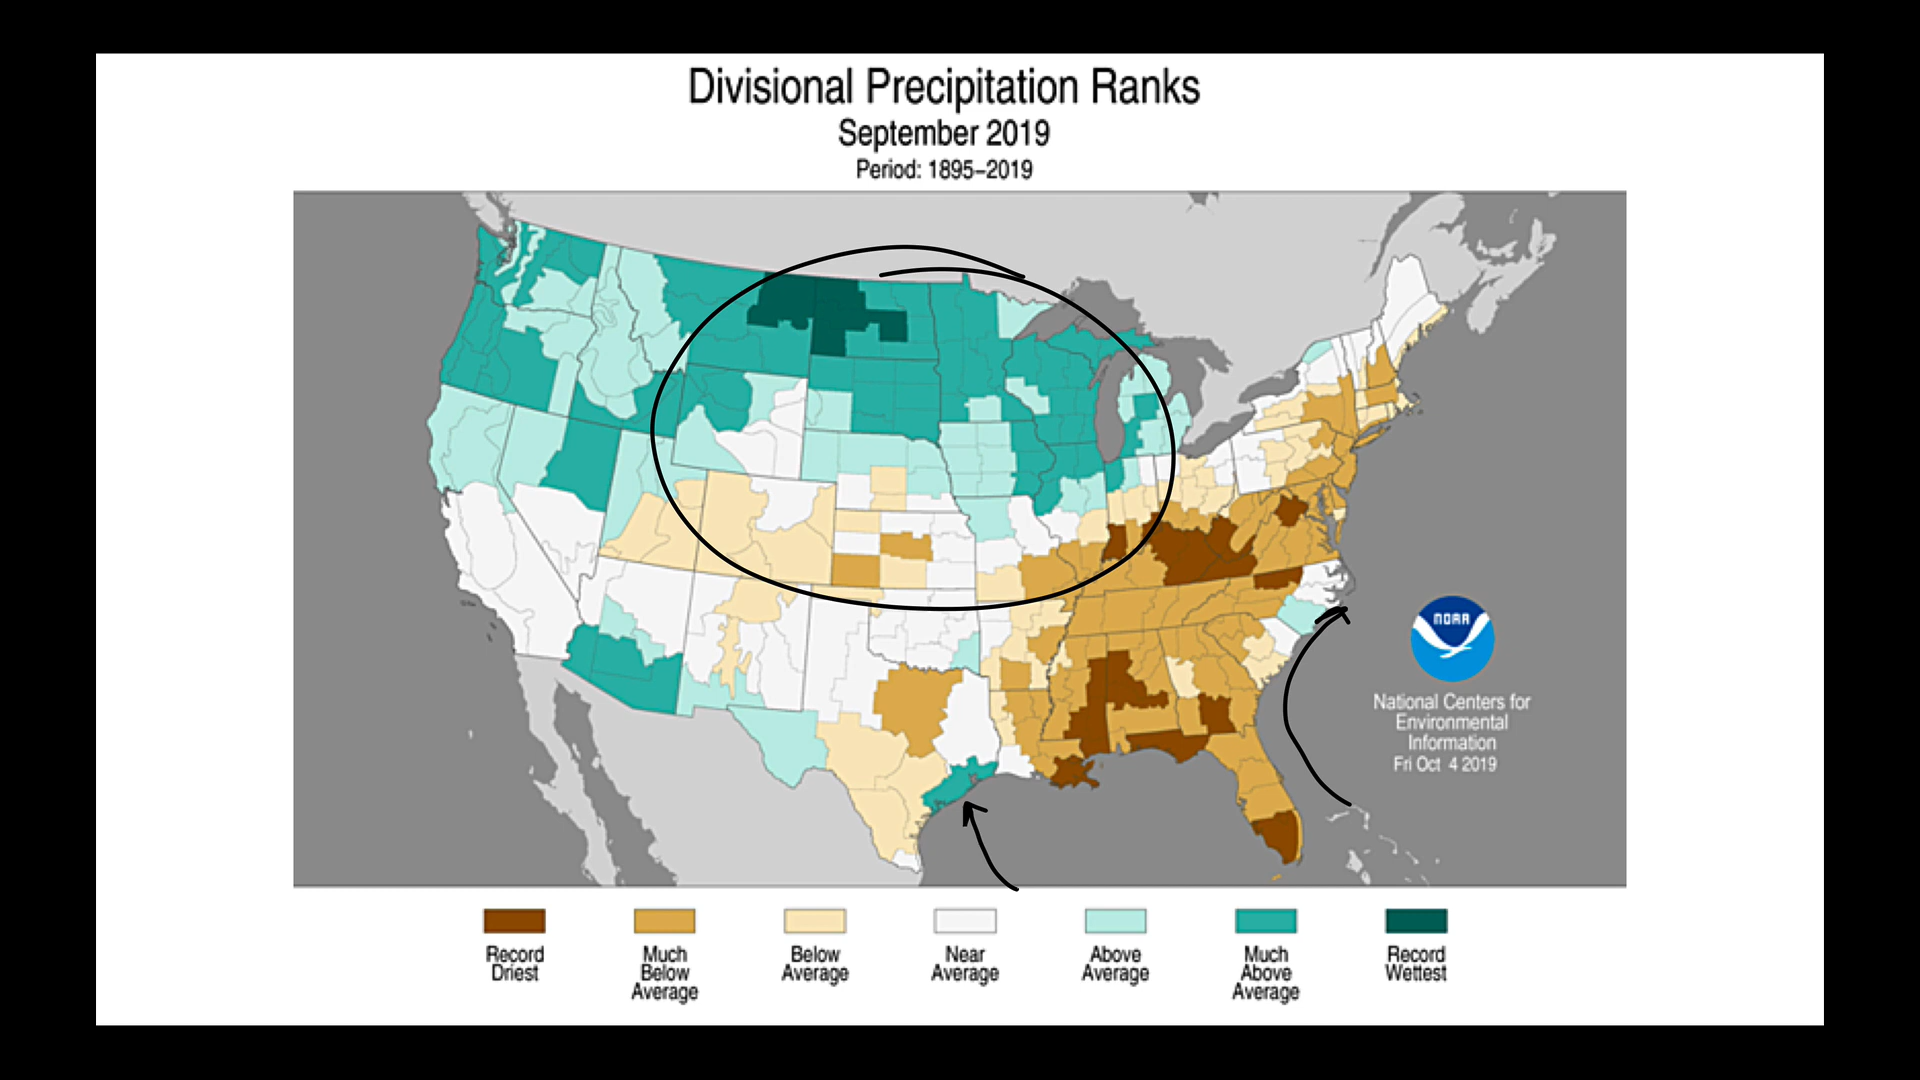 Divisional Precipitation Ranks
September 2019
Period: 1895–2019
NOAA
National Centers for
Environmental
Information
Fri Oct 4 2019
Record
Driest
Much
Below
Average
Below
Average
Near
Average
Above
Average
Much
Above
Average
Record
Wettest